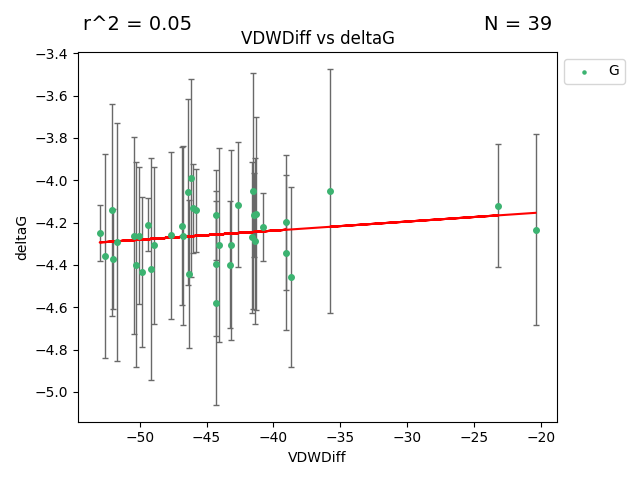 r^2 = 0.05
N = 39
VDWDiff vs deltaG
G
−3.4
−3.6
−3.8
−4.0
−4.2
−4.4
−4.6
−4.8
−5.0
deltaG
−50
−45
−40
−35
−30
−25
−20
VDWDiff